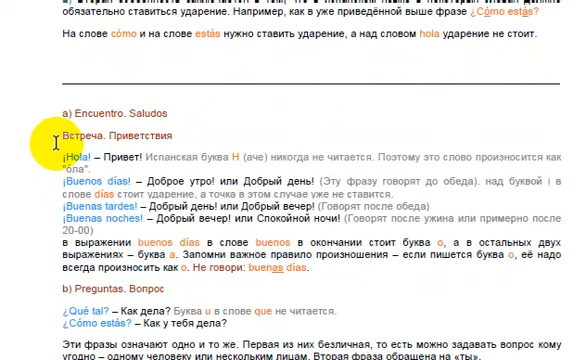 обязательно ставиться ударение. Например, как в уже приведённой выше фразе ¿Cómo estás?
На слове cómo и на слове estás нужно ставить ударение, а над словом hola ударение не стоит.
a) Encuentro. Saludos
Встреча. Приветствия
¡Hola! – Привет! Испанская буква H (аче) никогда не читается. Поэтому это слово произносится как
"óла".
¡Buenos días! – Доброе утро! или Добрый день! (Эту фразу говорят до обеда). над буквой i в
слове días стоит ударение, а точка в этом случае уже не ставится.
¡Buenas tardes! – Добрый день! или Добрый вечер! (Говорят после обеда)
¡Buenas noches! – Добрый вечер! или Спокойной ночи! (Говорят после ужина или примерно после
20-00)
в выражении buenos días в слове buenos в окончании стоит буква o, а в остальных двух
выражениях – буква a. Запомни важное правило произношения – если пишется буква o, её надо
всегда произносить как o. Не говори: buenas días.
b) Preguntas. Вопрос
¿Qué tal? – Как дела? Буква u в слове que не читается.
¿Cómo estás? – Как у тебя дела?
Эти фразы означают одно и то же. Первая из них безличная, то есть можно задавать вопрос кому
угодно – одному человеку или нескольким лицам. Вторая фраза обращена на «ты».